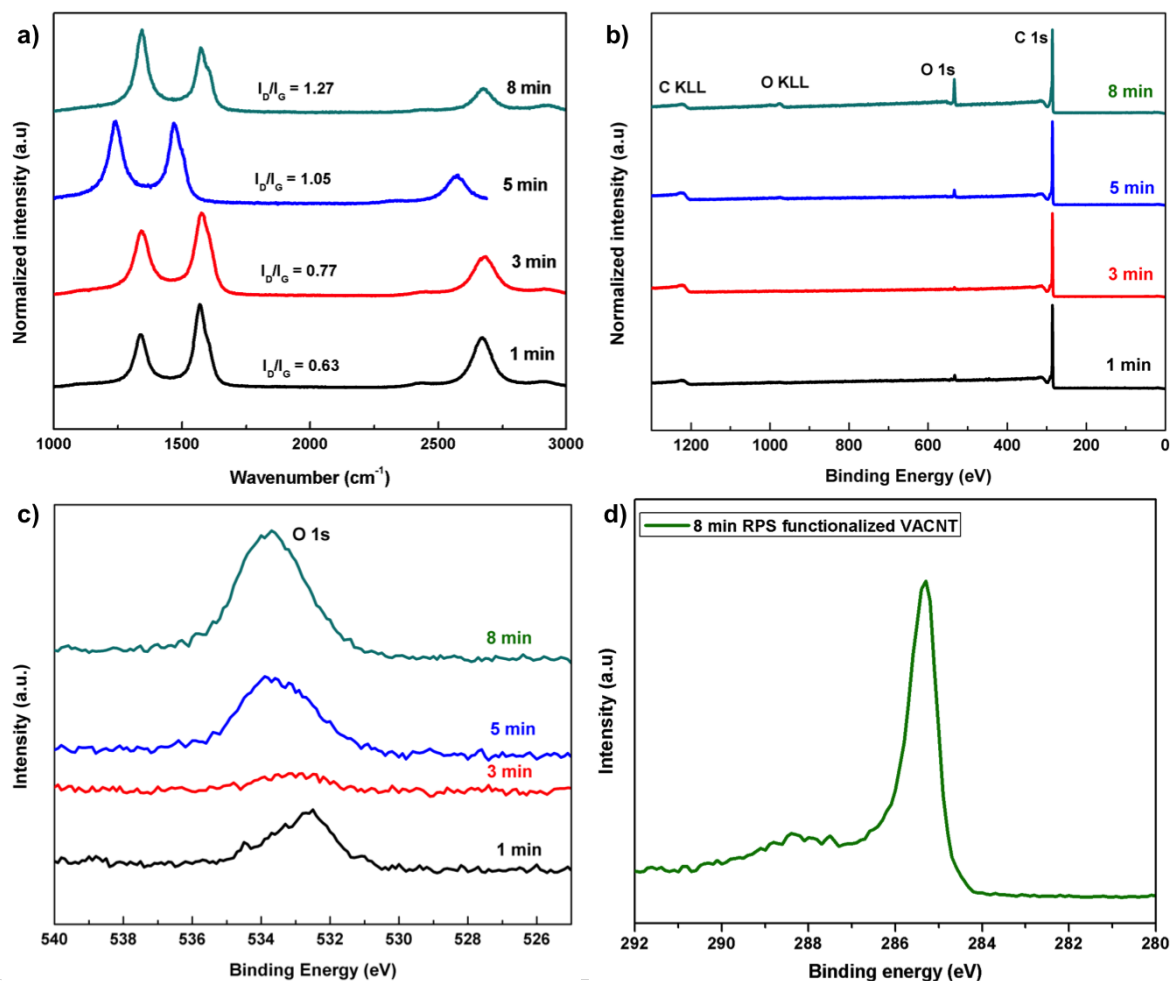 a)
Normalized intensity (a.u)
I_D/I_G = 1.27
8 min
I_D/I_G = 1.05
5 min
I_D/I_G = 0.77
3 min
I_D/I_G = 0.63
1 min
1000 1500 2000 2500 3000
Wavenumber (cm⁻¹)
b)
Normalized intensity (a.u)
C KLL
O KLL
O 1s
C 1s
8 min
5 min
3 min
1 min
1200 1000 800 600 400 200 0
Binding Energy (eV)
c)
Intensity (a.u.)
O 1s
8 min
5 min
3 min
1 min
540 538 536 534 532 530 528 526
Binding Energy (eV)
d)
8 min RPS functionalized VACNT
Intensity (a.u)
292 290 288 286 284 282 280
Binding energy (eV)